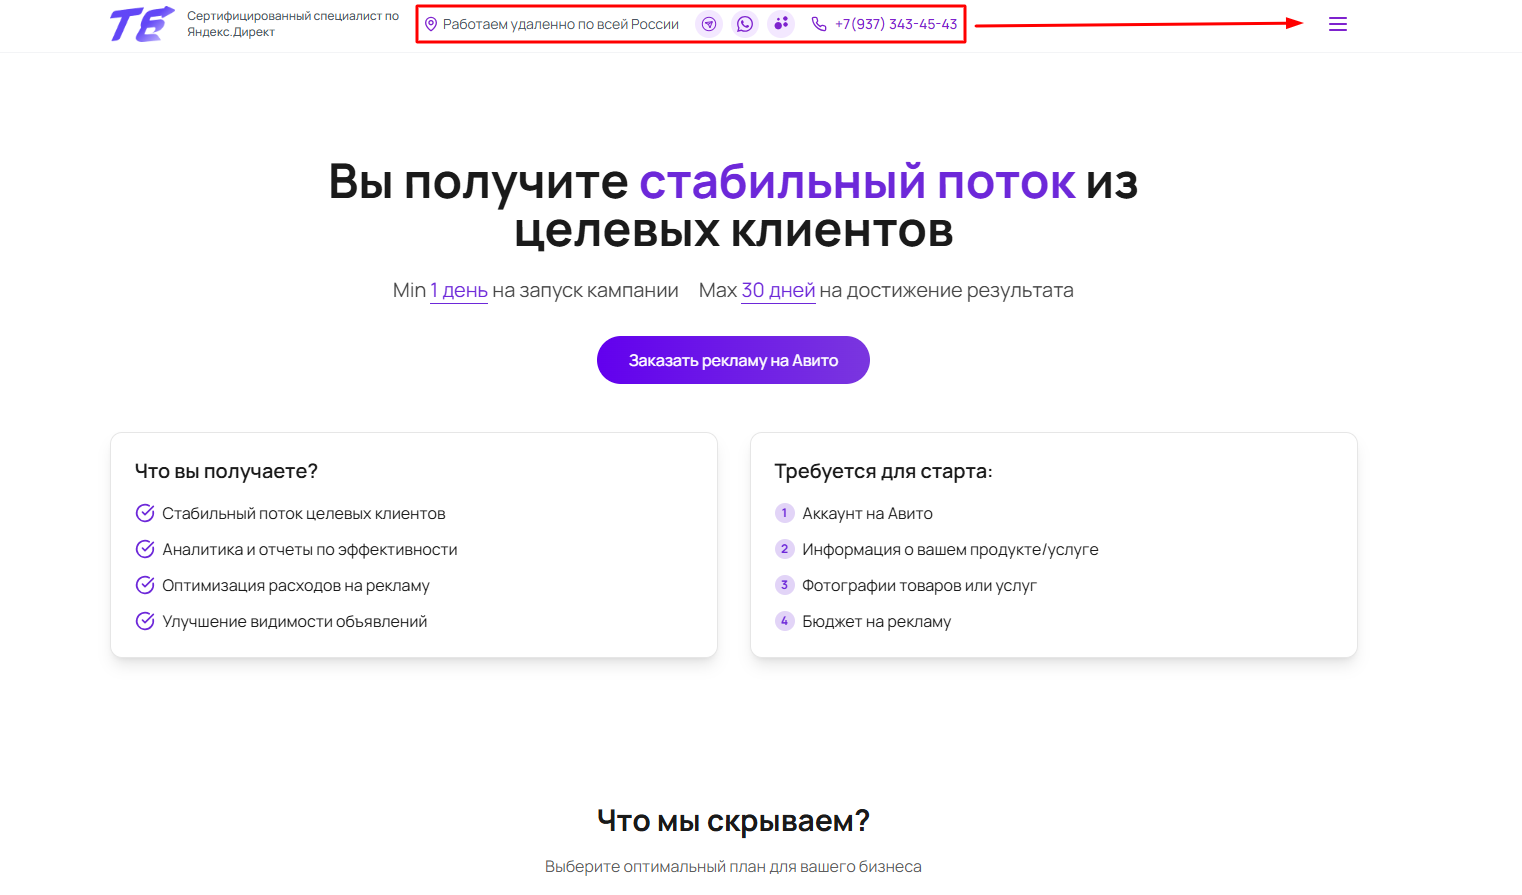 TE
Сертифицированный специалист по
Яндекс.Директ
Работаем удаленно по всей России
+7(937) 343-45-43
Вы получите стабильный поток из
целевых клиентов
Min 1 день на запуск кампании Max 30 дней на достижение результата
Заказать рекламу на Авито
Что вы получаете?
Стабильный поток целевых клиентов
Аналитика и отчеты по эффективности
Оптимизация расходов на рекламу
Улучшение видимости объявлений
Требуется для старта:
1 Аккаунт на Авито
2 Информация о вашем продукте/услуге
3 Фотографии товаров или услуг
4 Бюджет на рекламу
Что мы скрываем?
Выберите оптимальный план для вашего бизнеса